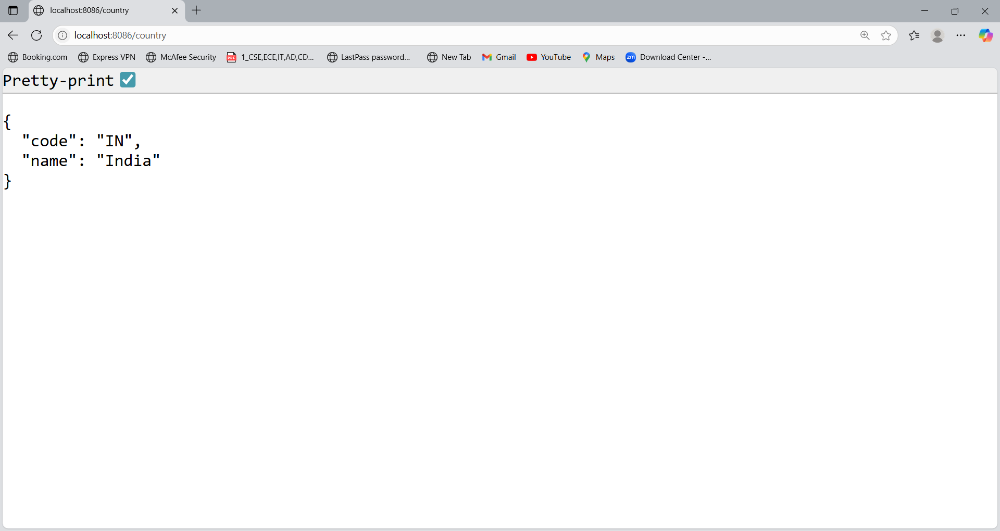 localhost:8086/country
localhost:8086/country
Booking.com Express VPN McAfee Security 1_CSE,ECE,IT,AD,CD... LastPass password... New Tab Gmail YouTube Maps zm Download Center -...
Pretty-print
{
  "code": "IN",
  "name": "India"
}